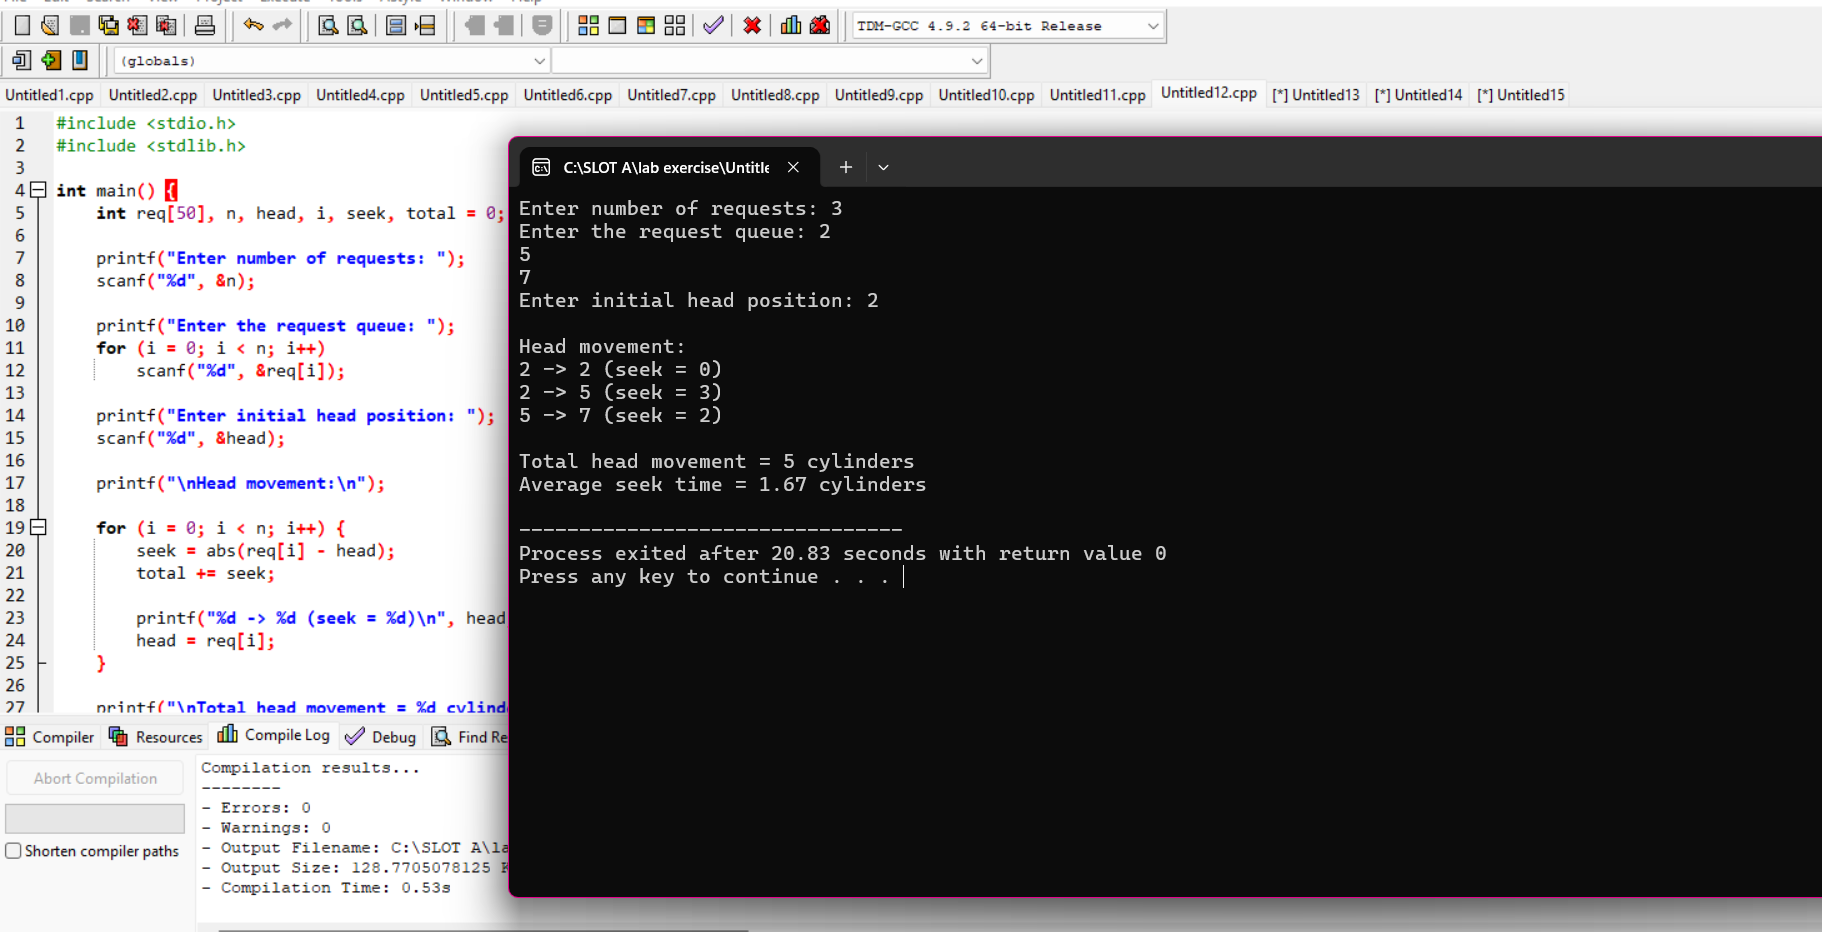 TDM-GCC 4.9.2 64-bit Release
(globals)
Untitled1.cpp Untitled2.cpp Untitled3.cpp Untitled4.cpp Untitled5.cpp Untitled6.cpp Untitled7.cpp Untitled8.cpp Untitled9.cpp Untitled10.cpp Untitled11.cpp Untitled12.cpp [*] Untitled13 [*] Untitled14 [*] Untitled15
1 #include <stdio.h>
2 #include <stdlib.h>
3
4 int main() {
5 int req[50], n, head, i, seek, total = 0;
6
7 printf("Enter number of requests: ");
8 scanf("%d", &n);
9
10 printf("Enter the request queue: ");
11 for (i = 0; i < n; i++)
12 scanf("%d", &req[i]);
13
14 printf("Enter initial head position: ");
15 scanf("%d", &head);
16
17 printf("\nHead movement:\n");
18
19 for (i = 0; i < n; i++) {
20 seek = abs(req[i] - head);
21 total += seek;
22
23 printf("%d -> %d (seek = %d)\n", head
24 head = req[i];
25 }
26
27 printf("\nTotal head movement = %d cylind
C:\SLOT A\lab exercise\Untitle
Enter number of requests: 3
Enter the request queue: 2
5
7
Enter initial head position: 2
Head movement:
2 -> 2 (seek = 0)
2 -> 5 (seek = 3)
5 -> 7 (seek = 2)
Total head movement = 5 cylinders
Average seek time = 1.67 cylinders
--------------------------------
Process exited after 20.83 seconds with return value 0
Press any key to continue . . .
Compiler Resources Compile Log Debug Find Re
Abort Compilation
Shorten compiler paths
Compilation results...
--------
- Errors: 0
- Warnings: 0
- Output Filename: C:\SLOT A\la
- Output Size: 128.7705078125
- Compilation Time: 0.53s